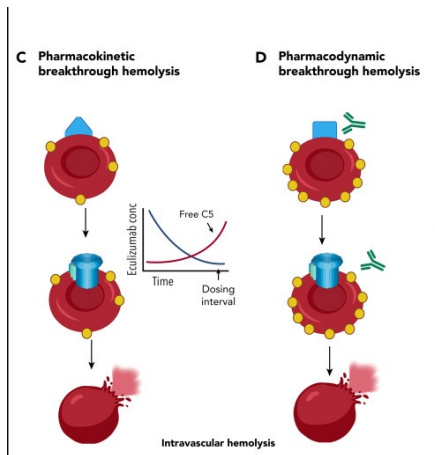 C Pharmacokinetic
breakthrough hemolysis
D Pharmacodynamic
breakthrough hemolysis
Eculizumab conc
Free C5
Time
Dosing
interval
Intravascular hemolysis